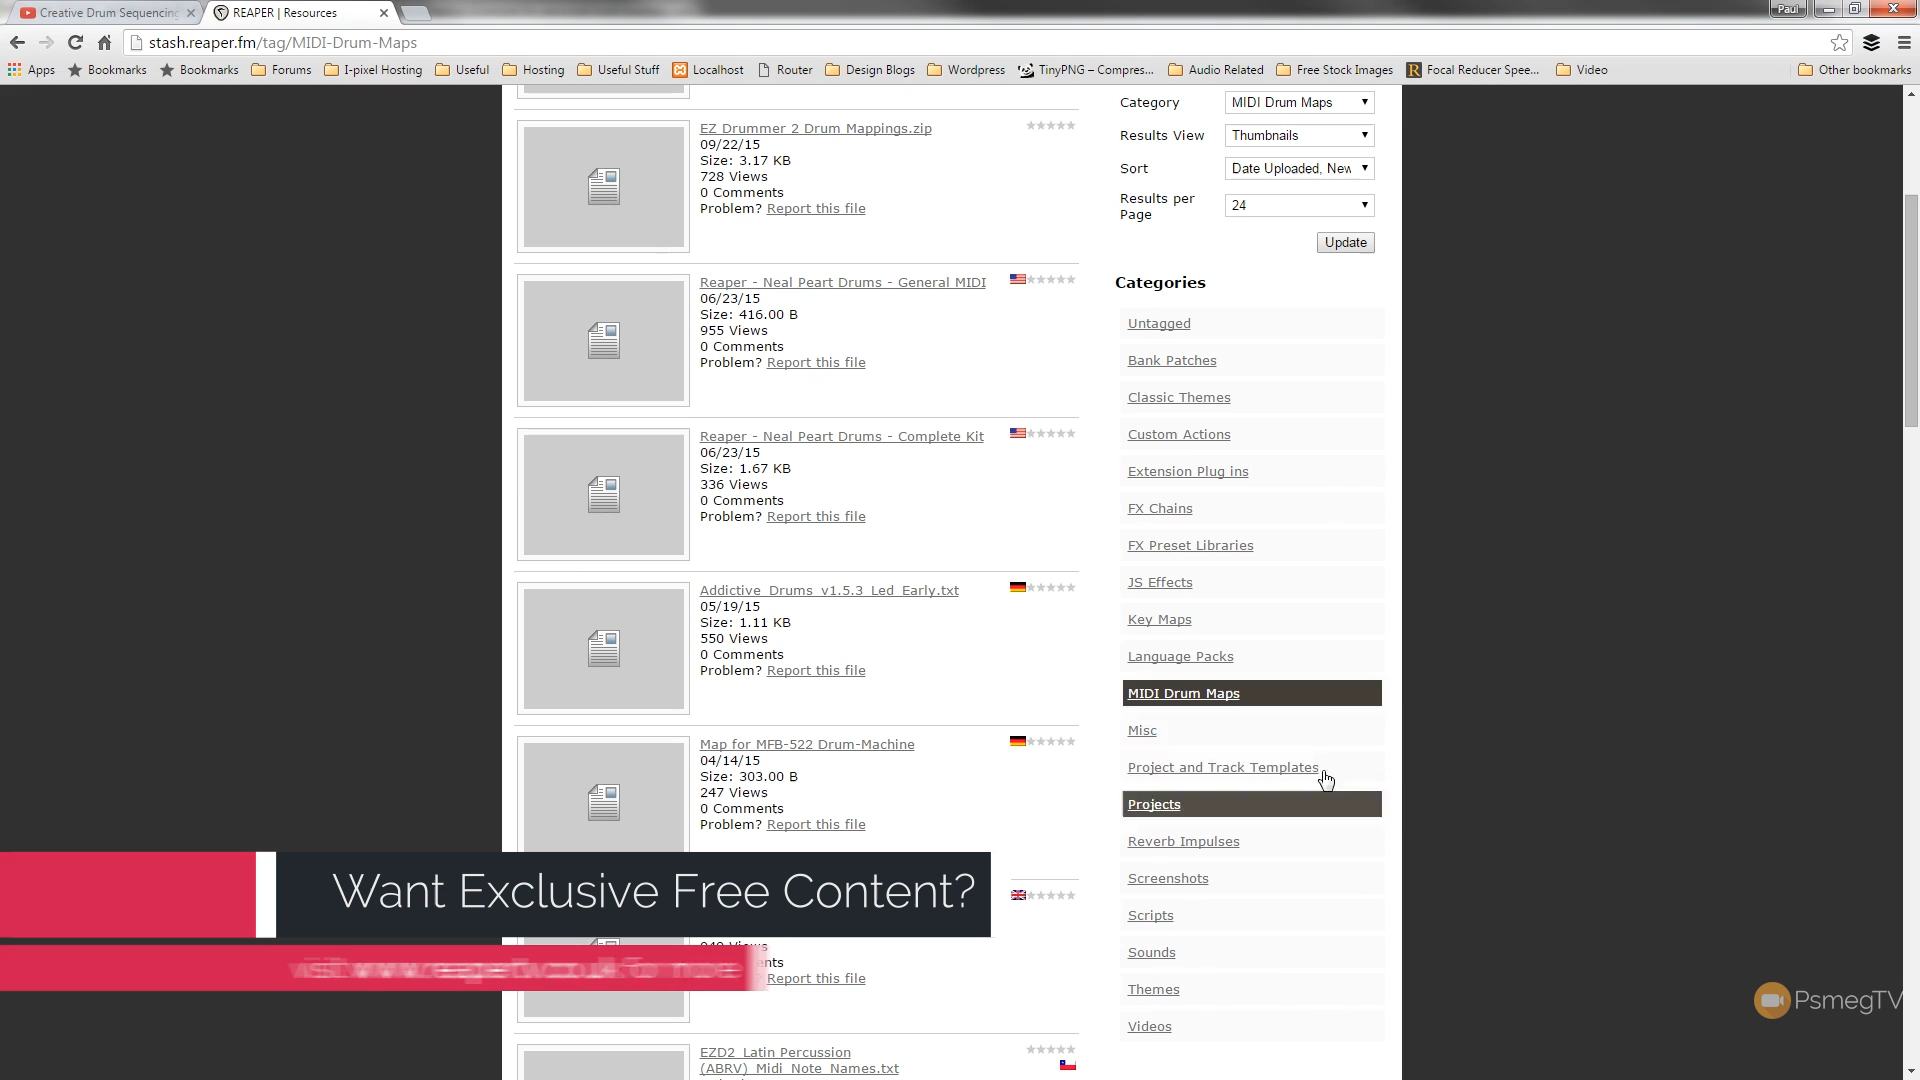 Creative Drum Sequencing
REAPER | Resources
Paul
stash.reaper.fm/tag/MIDI-Drum-Maps
Apps
Bookmarks
Bookmarks
Forums
I-pixel Hosting
Useful
Hosting
Useful Stuff
Localhost
Router
Design Blogs
Wordpress
TinyPNG – Compres...
Audio Related
Free Stock Images
Focal Reducer Spee...
Video
Other bookmarks
EZ Drummer 2 Drum Mappings.zip
09/22/15
Size: 3.17 KB
728 Views
0 Comments
Problem? Report this file
Reaper - Neal Peart Drums - General MIDI
06/23/15
Size: 416.00 B
955 Views
0 Comments
Problem? Report this file
Reaper - Neal Peart Drums - Complete Kit
06/23/15
Size: 1.67 KB
336 Views
0 Comments
Problem? Report this file
Addictive_Drums_v1.5.3_Led_Early.txt
05/19/15
Size: 1.11 KB
550 Views
0 Comments
Problem? Report this file
Map for MFB-522 Drum-Machine
04/14/15
Size: 303.00 B
247 Views
0 Comments
Problem? Report this file
Want Exclusive Free Content?
Report this file
EZD2_Latin Percussion
(ABRV)_Midi_Note_Names.txt
Category
MIDI Drum Maps
Results View
Thumbnails
Sort
Date Uploaded, New
Results per
Page
24
Update
Categories
Untagged
Bank Patches
Classic Themes
Custom Actions
Extension Plug ins
FX Chains
FX Preset Libraries
JS Effects
Key Maps
Language Packs
MIDI Drum Maps
Misc
Project and Track Templates
Projects
Reverb Impulses
Screenshots
Scripts
Sounds
Themes
Videos
PsmegTV